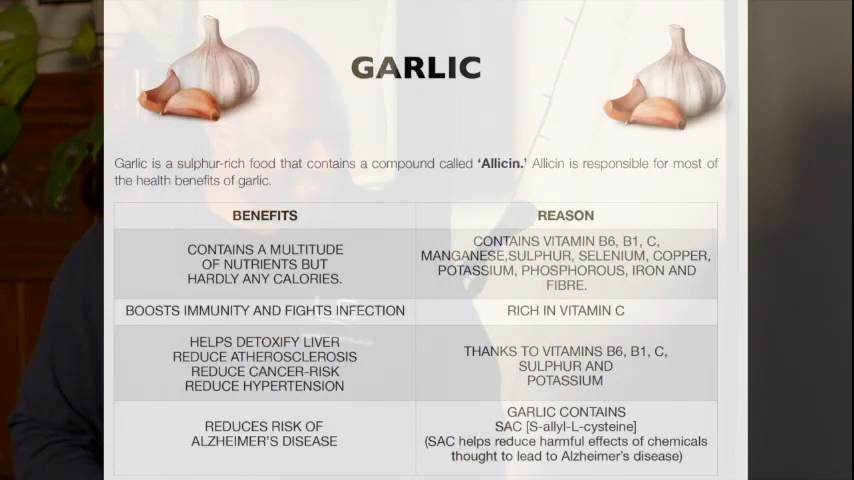 GARLIC
Garlic is a sulphur-rich food that contains a compound called 'Allicin.' Allicin is responsible for most of
the health benefits of garlic.
BENEFITS
REASON
CONTAINS A MULTITUDE
OF NUTRIENTS BUT
HARDLY ANY CALORIES.
CONTAINS VITAMIN B6, B1, C,
MANGANESE,SULPHUR, SELENIUM, COPPER,
POTASSIUM, PHOSPHOROUS, IRON AND
FIBRE.
BOOSTS IMMUNITY AND FIGHTS INFECTION
RICH IN VITAMIN C
HELPS DETOXIFY LIVER
REDUCE ATHEROSCLEROSIS
REDUCE CANCER-RISK
REDUCE HYPERTENSION
THANKS TO VITAMINS B6, B1, C,
SULPHUR AND
POTASSIUM
REDUCES RISK OF
ALZHEIMER'S DISEASE
GARLIC CONTAINS
SAC [S-allyl-L-cysteine]
(SAC helps reduce harmful effects of chemicals
thought to lead to Alzheimer's disease)